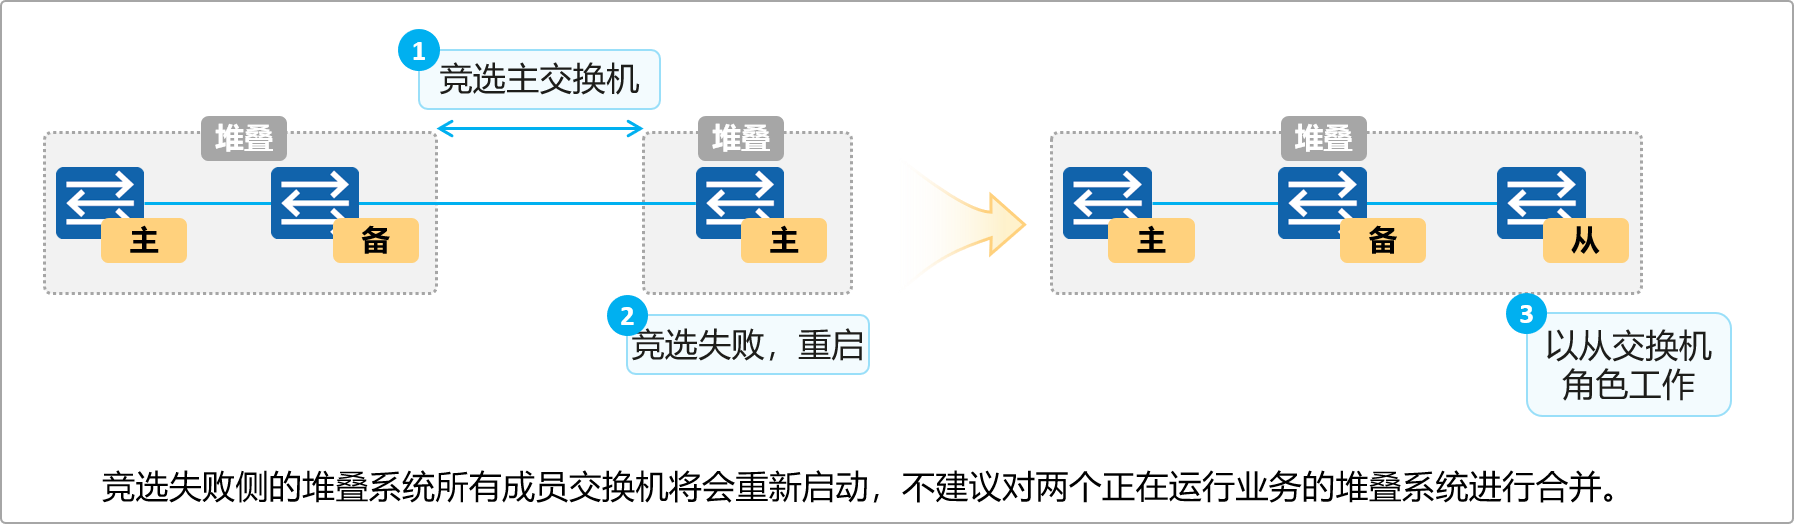 1
竞选主交换机
堆叠
堆叠
堆叠
主
备
主
主
备
从
2
竞选失败，重启
3
以从交换机
角色工作
竞选失败侧的堆叠系统所有成员交换机将会重新启动，不建议对两个正在运行业务的堆叠系统进行合并。